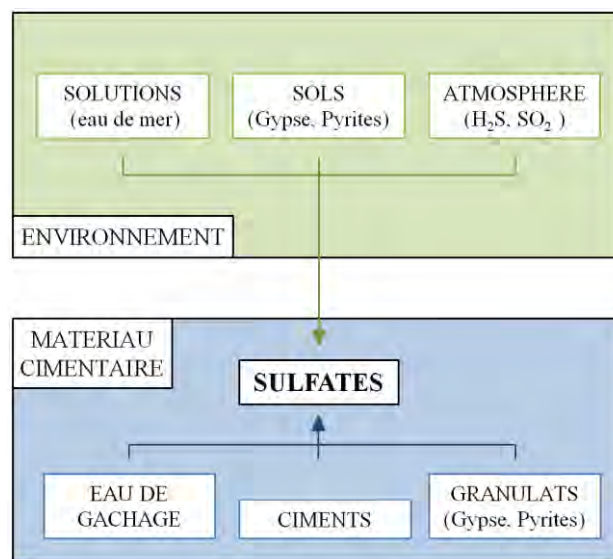 SOLUTIONS
(eau de mer)
SOLS
(Gypse, Pyrites)
ATMOSPHERE
(H₂S, SO₂ )
ENVIRONNEMENT
MATERIAU
CIMENTAIRE
SULFATES
EAU DE
GACHAGE
CIMENTS
GRANULATS
(Gypse, Pyrites)